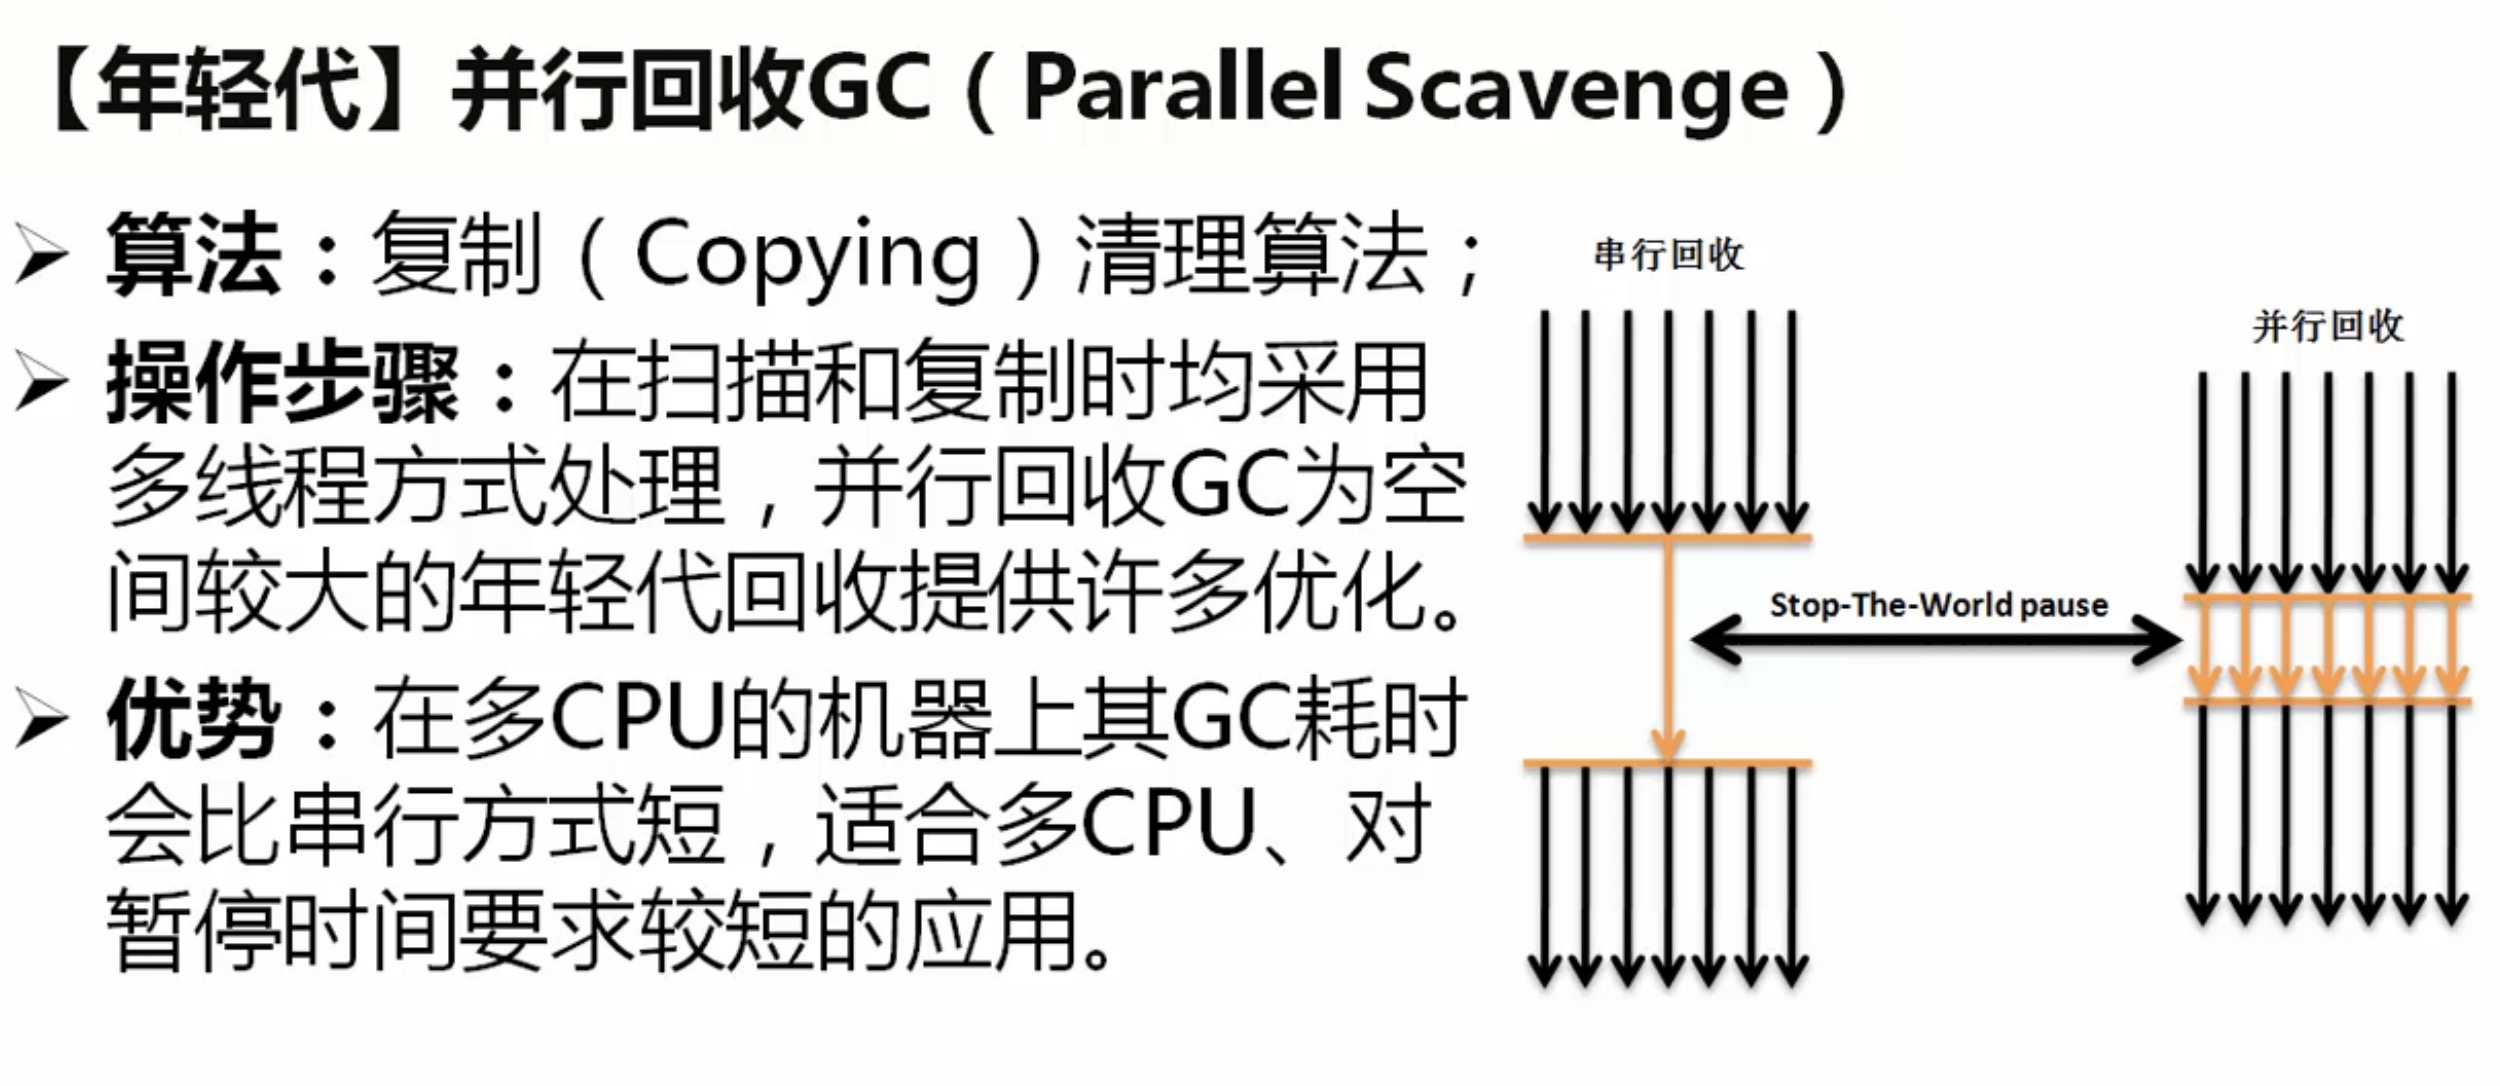 【年轻代】并行回收GC（Parallel Scavenge）
算法：复制（Copying）清理算法；
操作步骤：在扫描和复制时均采用
多线程方式处理，并行回收GC为空
间较大的年轻代回收提供许多优化。
优势：在多CPU的机器上其GC耗时
会比串行方式短，适合多CPU、对
暂停时间要求较短的应用。
串行回收
并行回收
Stop-The-World pause